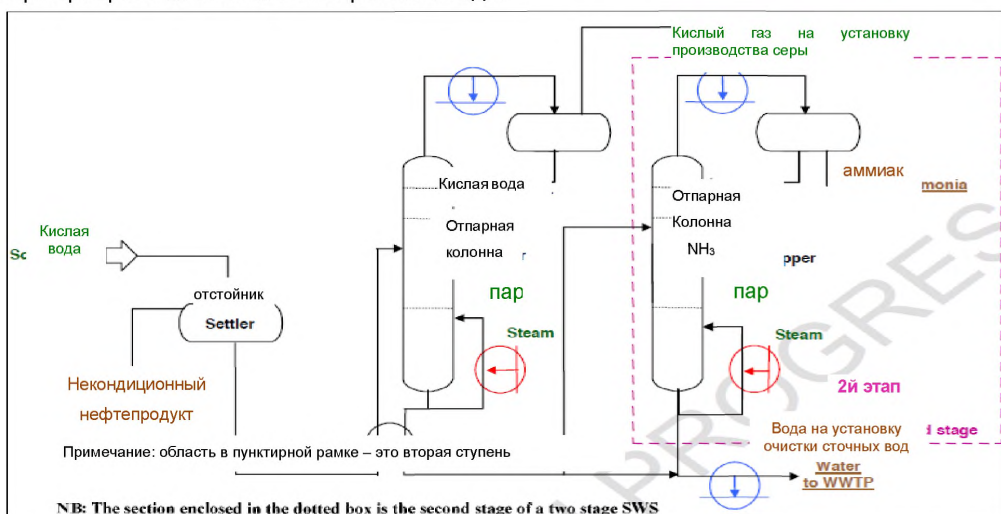 Кислый газ на установку
производства серы
аммиак
monia
Кислая вода
Отпарная
колонна
Отпарная
Колонна
NH₃
pper
Кислая
вода
So
отстойник
Settler
пар
Steam
пар
Steam
Некондиционный
нефтепродукт
2й этап
d stage
Вода на установку
очистки сточных вод
Water
to WWTP
Примечание: область в пунктирной рамке – это вторая ступень
NB: The section enclosed in the dotted box is the second stage of a two stage SWS
PROGRES